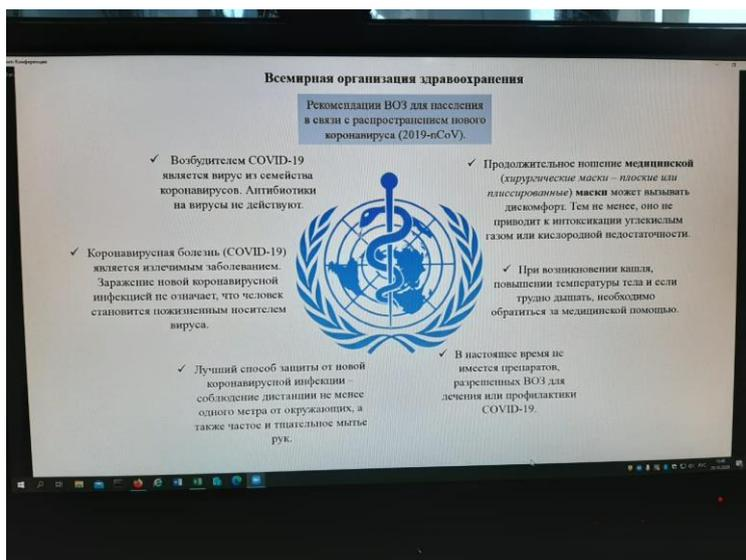 Всемирная организация здравоохранения
Рекомендации ВОЗ для населения
в связи с распространением нового
коронавируса (2019-nCoV).
✓ Возбудителем COVID-19
является вирус из семейства
коронавирусов. Антибиотики
на вирусы не действуют.
✓ Коронавирусная болезнь (COVID-19)
является излечимым заболеванием.
Заражение новой коронавирусной
инфекцией не означает, что человек
становится пожизненным носителем
вируса.
✓ Лучший способ защиты от новой
коронавирусной инфекции –
соблюдение дистанции не менее
одного метра от окружающих, а
также частое и тщательное мытье
рук.
✓ Продолжительное ношение медицинской
(хирургические маски – плоские или
плиссированные) маски может вызывать
дискомфорт. Тем не менее, оно не
приводит к интоксикации углекислым
газом или кислородной недостаточности.
✓ При возникновении кашля,
повышении температуры тела и если
трудно дышать, необходимо
обратиться за медицинской помощью.
✓ В настоящее время не
имеется препаратов,
разрешенных ВОЗ для
лечения или профилактики
COVID-19.